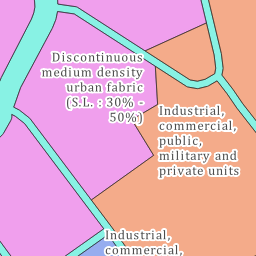 Discontinuous
medium density
urban fabric
(S.L. : 30% -
50%)
Industrial,
commercial,
public,
military and
private units
Industrial,
commercial,